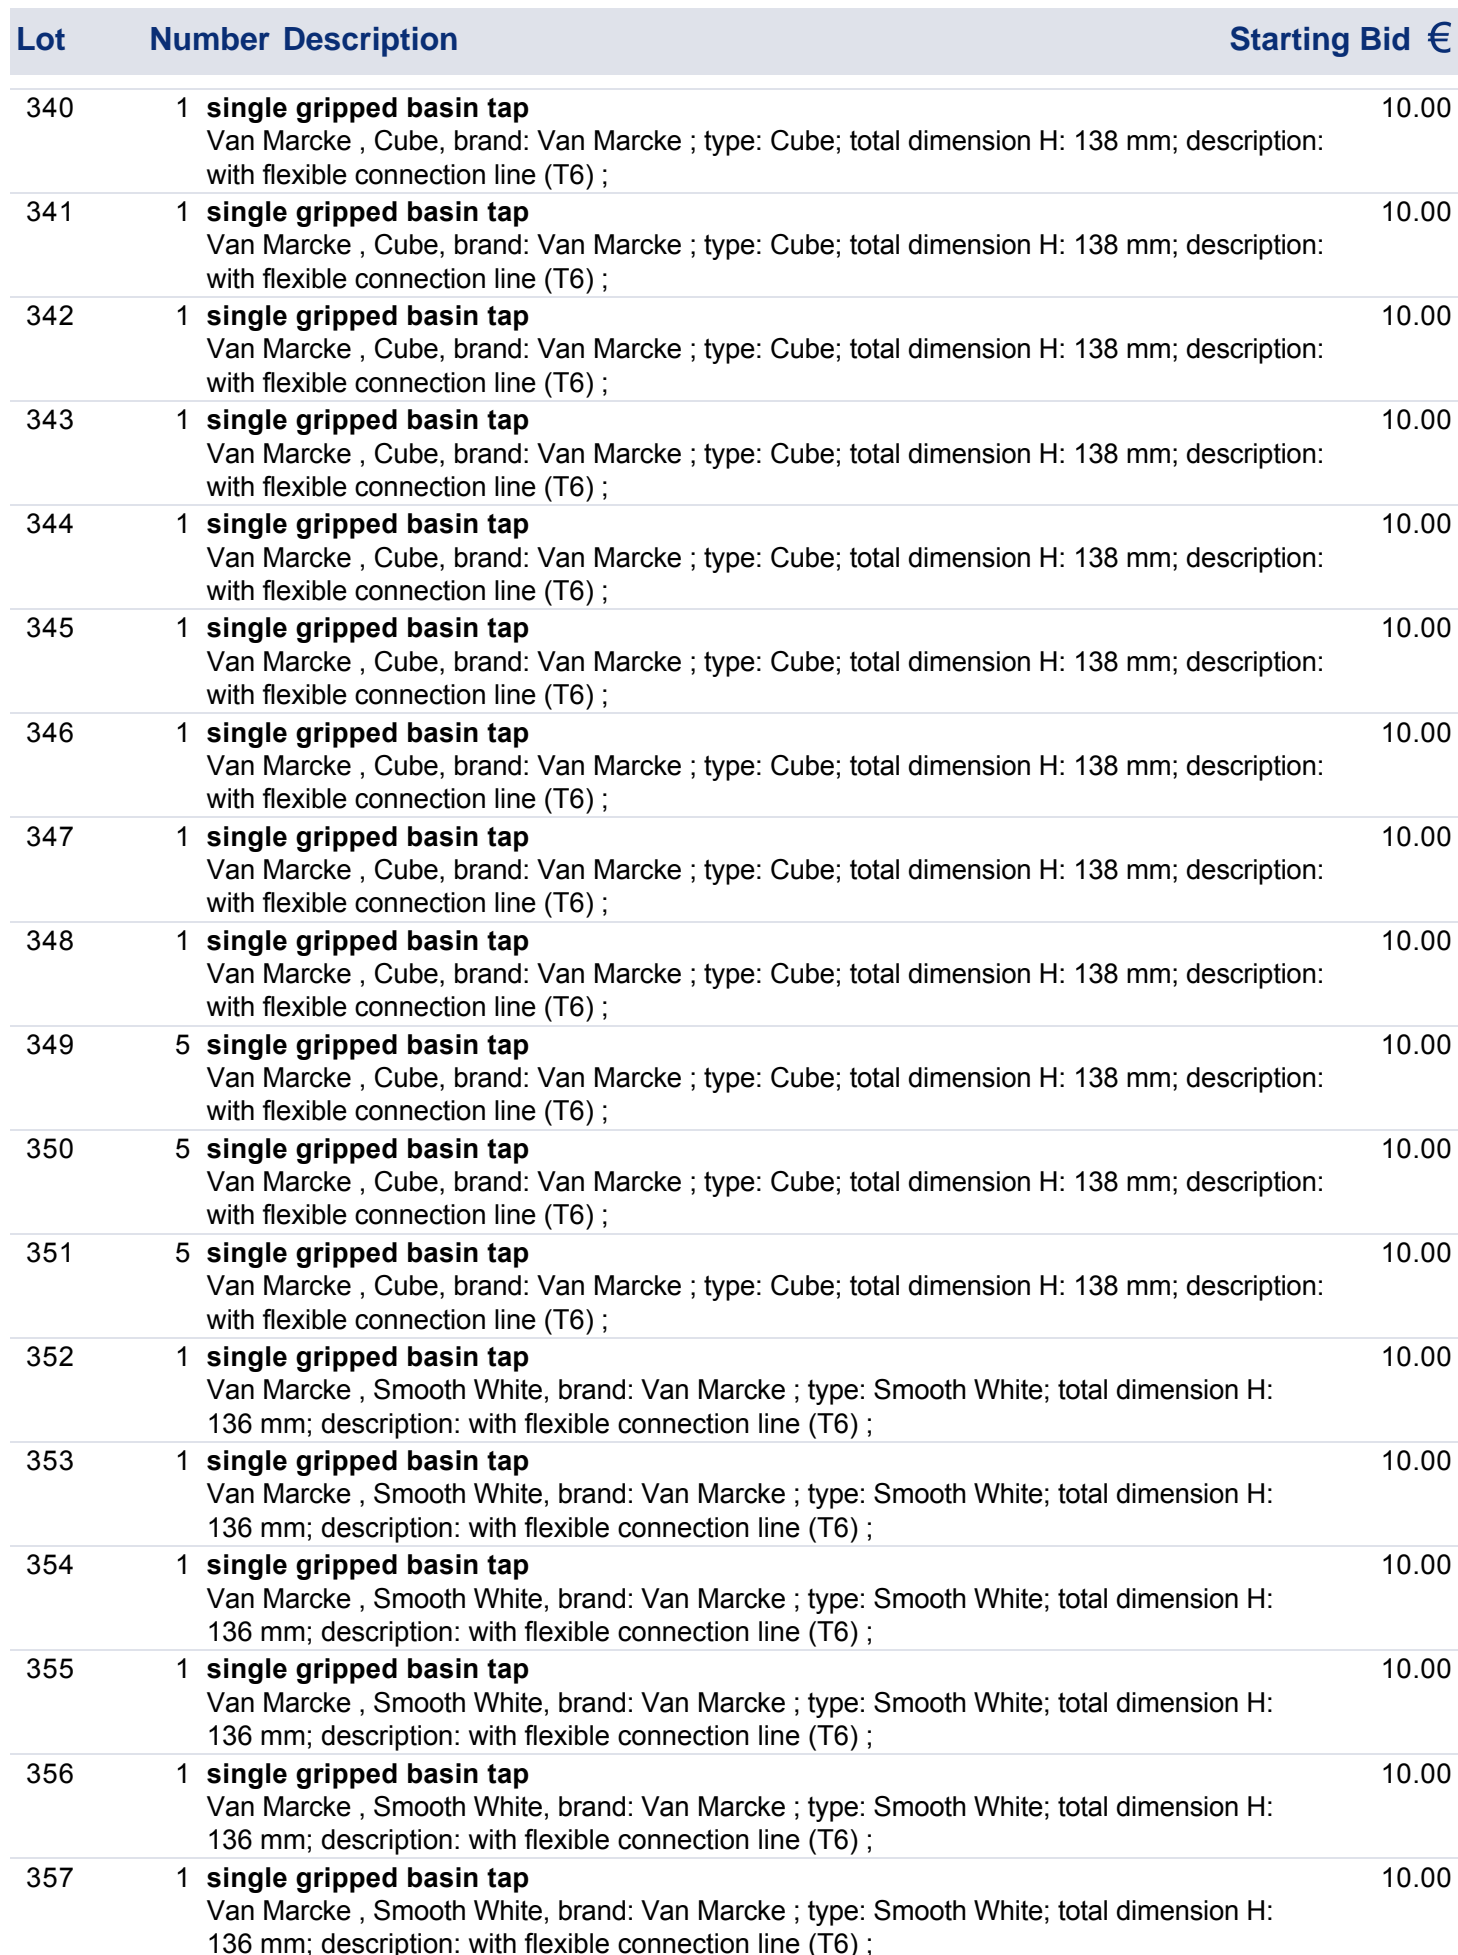 Lot Number Description Starting Bid €
340 1 single gripped basin tap 10.00
Van Marcke , Cube, brand: Van Marcke ; type: Cube; total dimension H: 138 mm; description:
with flexible connection line (T6) ;
341 1 single gripped basin tap 10.00
Van Marcke , Cube, brand: Van Marcke ; type: Cube; total dimension H: 138 mm; description:
with flexible connection line (T6) ;
342 1 single gripped basin tap 10.00
Van Marcke , Cube, brand: Van Marcke ; type: Cube; total dimension H: 138 mm; description:
with flexible connection line (T6) ;
343 1 single gripped basin tap 10.00
Van Marcke , Cube, brand: Van Marcke ; type: Cube; total dimension H: 138 mm; description:
with flexible connection line (T6) ;
344 1 single gripped basin tap 10.00
Van Marcke , Cube, brand: Van Marcke ; type: Cube; total dimension H: 138 mm; description:
with flexible connection line (T6) ;
345 1 single gripped basin tap 10.00
Van Marcke , Cube, brand: Van Marcke ; type: Cube; total dimension H: 138 mm; description:
with flexible connection line (T6) ;
346 1 single gripped basin tap 10.00
Van Marcke , Cube, brand: Van Marcke ; type: Cube; total dimension H: 138 mm; description:
with flexible connection line (T6) ;
347 1 single gripped basin tap 10.00
Van Marcke , Cube, brand: Van Marcke ; type: Cube; total dimension H: 138 mm; description:
with flexible connection line (T6) ;
348 1 single gripped basin tap 10.00
Van Marcke , Cube, brand: Van Marcke ; type: Cube; total dimension H: 138 mm; description:
with flexible connection line (T6) ;
349 5 single gripped basin tap 10.00
Van Marcke , Cube, brand: Van Marcke ; type: Cube; total dimension H: 138 mm; description:
with flexible connection line (T6) ;
350 5 single gripped basin tap 10.00
Van Marcke , Cube, brand: Van Marcke ; type: Cube; total dimension H: 138 mm; description:
with flexible connection line (T6) ;
351 5 single gripped basin tap 10.00
Van Marcke , Cube, brand: Van Marcke ; type: Cube; total dimension H: 138 mm; description:
with flexible connection line (T6) ;
352 1 single gripped basin tap 10.00
Van Marcke , Smooth White, brand: Van Marcke ; type: Smooth White; total dimension H:
136 mm; description: with flexible connection line (T6) ;
353 1 single gripped basin tap 10.00
Van Marcke , Smooth White, brand: Van Marcke ; type: Smooth White; total dimension H:
136 mm; description: with flexible connection line (T6) ;
354 1 single gripped basin tap 10.00
Van Marcke , Smooth White, brand: Van Marcke ; type: Smooth White; total dimension H:
136 mm; description: with flexible connection line (T6) ;
355 1 single gripped basin tap 10.00
Van Marcke , Smooth White, brand: Van Marcke ; type: Smooth White; total dimension H:
136 mm; description: with flexible connection line (T6) ;
356 1 single gripped basin tap 10.00
Van Marcke , Smooth White, brand: Van Marcke ; type: Smooth White; total dimension H:
136 mm; description: with flexible connection line (T6) ;
357 1 single gripped basin tap 10.00
Van Marcke , Smooth White, brand: Van Marcke ; type: Smooth White; total dimension H:
136 mm; description: with flexible connection line (T6) ;